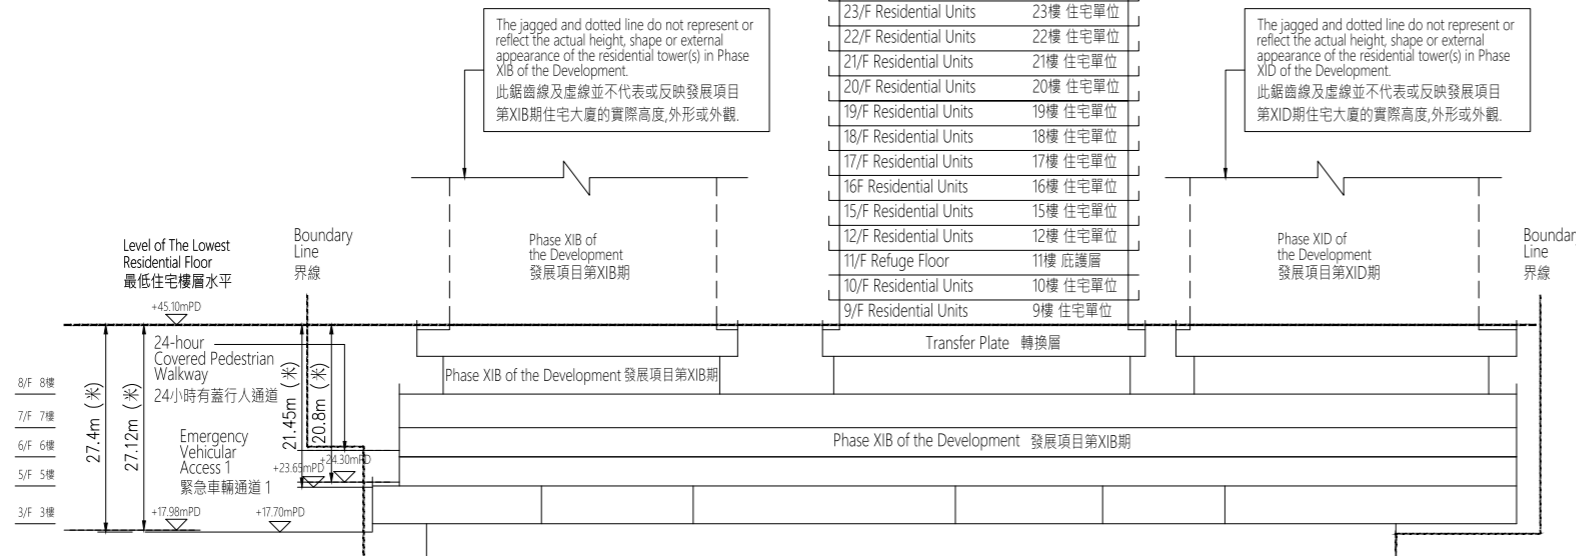 The jagged and dotted line do not represent or
reflect the actual height, shape or external
appearance of the residential tower(s) in Phase
XIB of the Development.
此鋸齒線及虛線並不代表或反映發展項目
第XIB期住宅大廈的實際高度,外形或外觀.
23/F Residential Units 23樓 住宅單位
22/F Residential Units 22樓 住宅單位
21/F Residential Units 21樓 住宅單位
20/F Residential Units 20樓 住宅單位
19/F Residential Units 19樓 住宅單位
18/F Residential Units 18樓 住宅單位
17/F Residential Units 17樓 住宅單位
16F Residential Units 16樓 住宅單位
15/F Residential Units 15樓 住宅單位
12/F Residential Units 12樓 住宅單位
11/F Refuge Floor 11樓 庇護層
10/F Residential Units 10樓 住宅單位
9/F Residential Units 9樓 住宅單位
The jagged and dotted line do not represent or
reflect the actual height, shape or external
appearance of the residential tower(s) in Phase
XID of the Development.
此鋸齒線及虛線並不代表或反映發展項目
第XID期住宅大廈的實際高度,外形或外觀.
Level of The Lowest
Residential Floor
最低住宅樓層水平
+45.10mPD
Boundary
Line
界線
Phase XIB of
the Development
發展項目第XIB期
Phase XID of
the Development
發展項目第XID期
Boundary
Line
界線
Transfer Plate 轉換層
24-hour
Covered Pedestrian
Walkway
24小時有蓋行人通道
Phase XIB of the Development 發展項目第XIB期
8/F 8樓
7/F 7樓
6/F 6樓
5/F 5樓
3/F 3樓
27.4m (米)
27.12m (米)
21.45m (米)
20.8m (米)
Emergency
Vehicular
Access 1
緊急車輛通道 1
+23.65mPD
+24.30mPD
+17.98mPD
+17.70mPD
Phase XIB of the Development 發展項目第XIB期